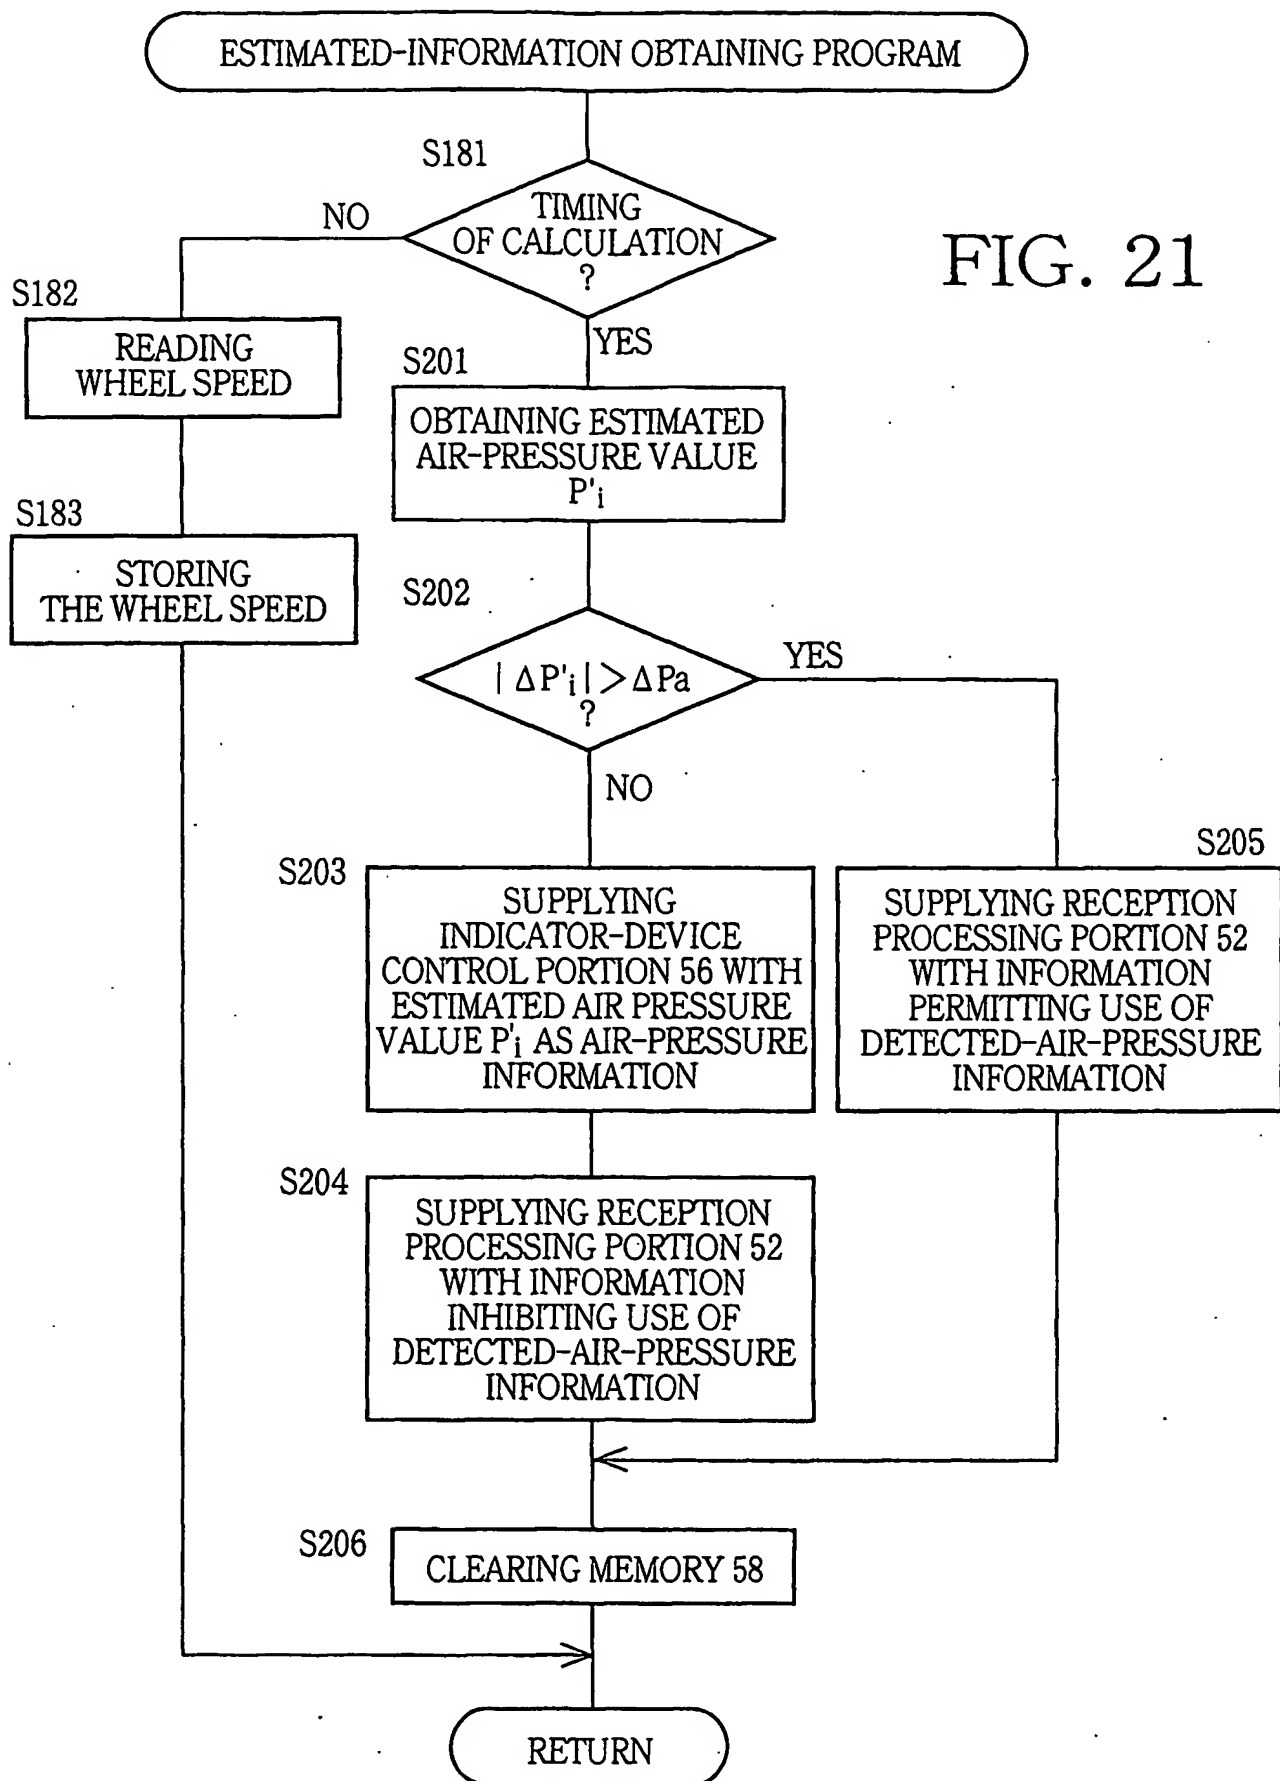 ESTIMATED-INFORMATION OBTAINING PROGRAM
S181
TIMING
OF CALCULATION
?
NO
FIG. 21
YES
S182
READING
WHEEL SPEED
S183
STORING
THE WHEEL SPEED
S201
OBTAINING ESTIMATED
AIR-PRESSURE VALUE
P'i
S202
| ΔP'i | > ΔPa
?
YES
NO
S203
SUPPLYING
INDICATOR-DEVICE
CONTROL PORTION 56 WITH
ESTIMATED AIR PRESSURE
VALUE P'i AS AIR-PRESSURE
INFORMATION
S205
SUPPLYING RECEPTION
PROCESSING PORTION 52
WITH INFORMATION
PERMITTING USE OF
DETECTED-AIR-PRESSURE
INFORMATION
S204
SUPPLYING RECEPTION
PROCESSING PORTION 52
WITH INFORMATION
INHIBITING USE OF
DETECTED-AIR-PRESSURE
INFORMATION
S206
CLEARING MEMORY 58
RETURN